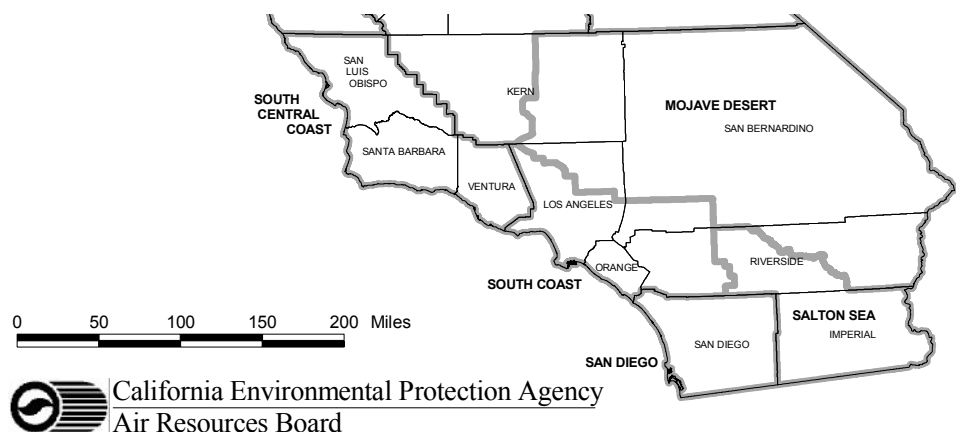 SAN
LUIS
OBISPO
KERN
SOUTH
CENTRAL
COAST
MOJAVE DESERT
SAN BERNARDINO
SANTA BARBARA
VENTURA
LOS ANGELES
ORANGE
RIVERSIDE
SOUTH COAST
SALTON SEA
IMPERIAL
SAN DIEGO
SAN DIEGO
0 50 100 150 200 Miles
California Environmental Protection Agency
Air Resources Board